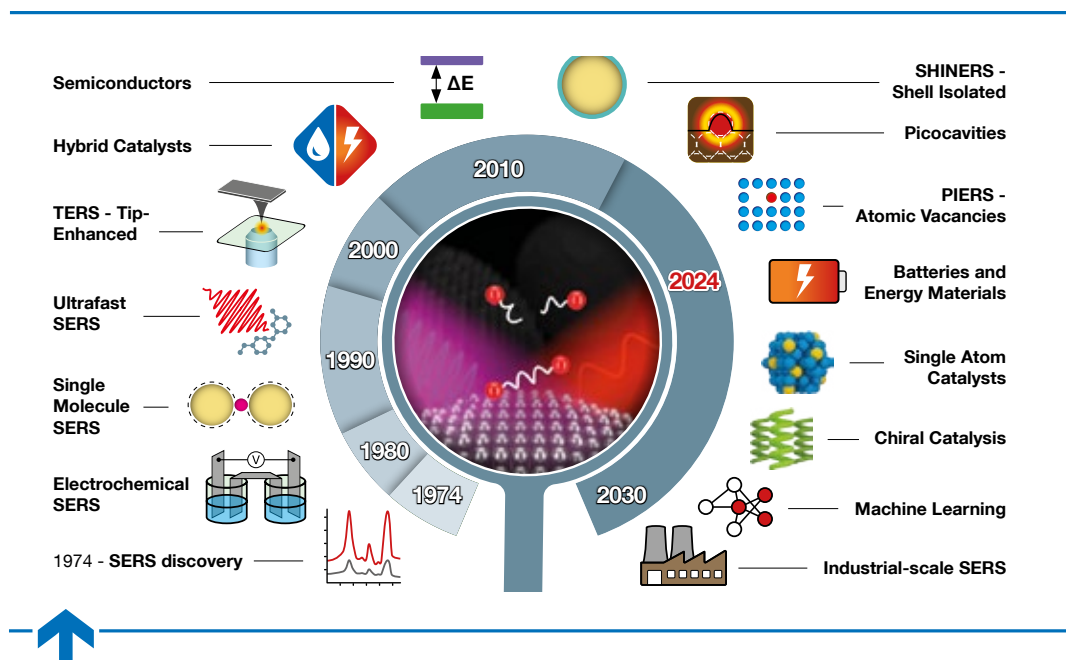 Semiconductors
ΔE
SHINERS -
Shell Isolated
Hybrid Catalysts
Picocavities
2010
TERS - Tip-
Enhanced
PIERS -
Atomic Vacancies
2000
2024
Batteries and
Energy Materials
Ultrafast
SERS
1990
Single Atom
Catalysts
Single
Molecule
SERS
1980
Chiral Catalysis
Electrochemical
SERS
V
1974
2030
Machine Learning
1974 - SERS discovery
Industrial-scale SERS